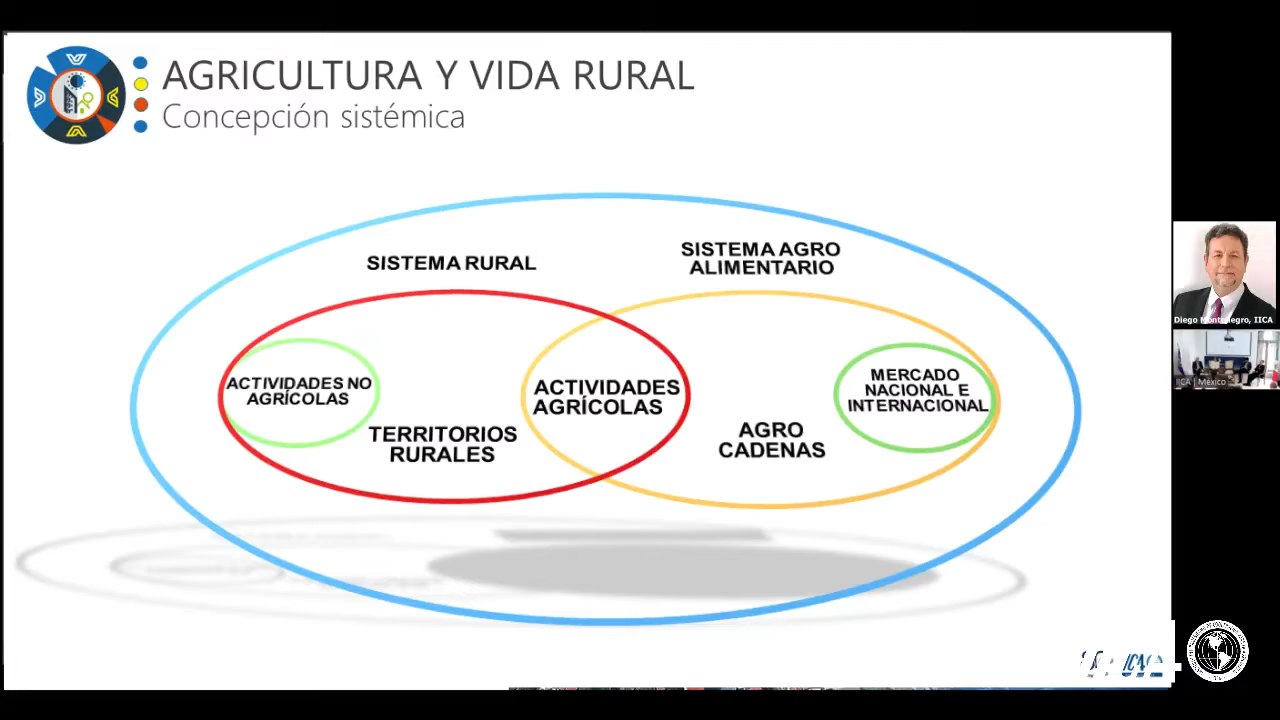 AGRICULTURA Y VIDA RURAL
Concepción sistémica
SISTEMA RURAL
SISTEMA AGRO
ALIMENTARIO
ACTIVIDADES NO
AGRÍCOLAS
TERRITORIOS
RURALES
ACTIVIDADES
AGRÍCOLAS
AGRO
CADENAS
MERCADO
NACIONAL E
INTERNACIONAL
Diego Montenegro, IICA
IICA | México